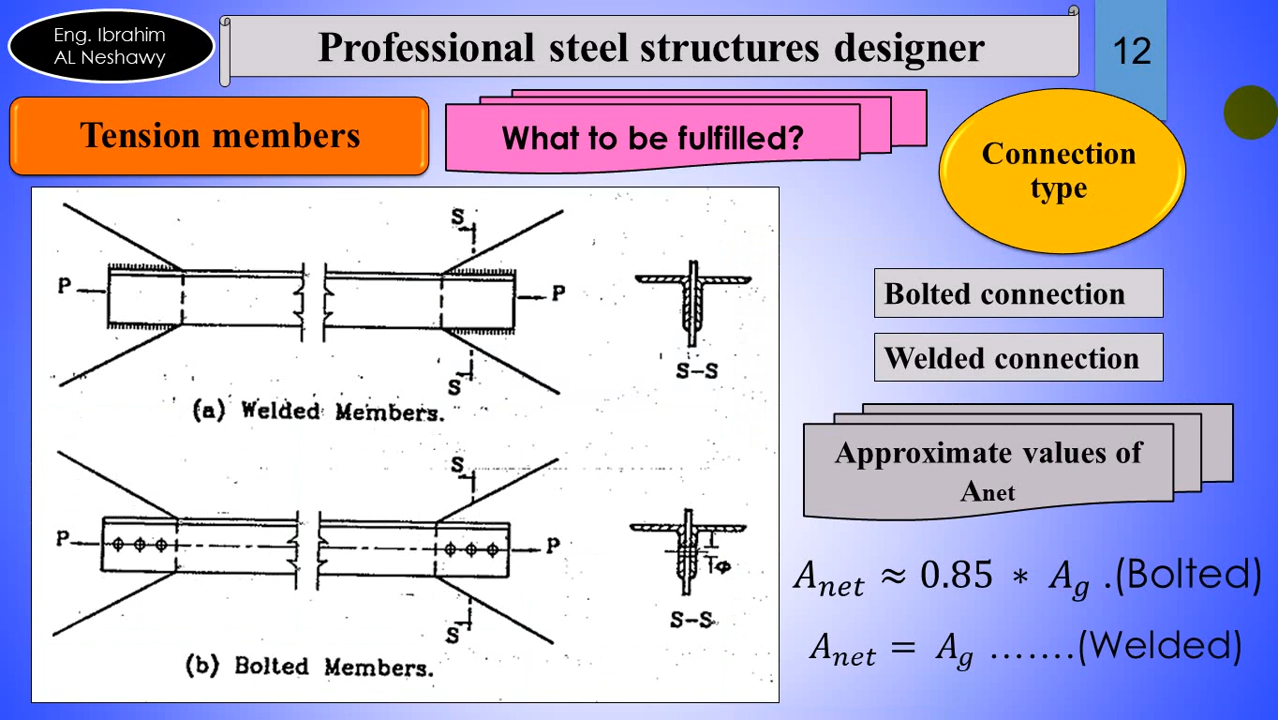 Eng. Ibrahim
AL Neshawy
Professional steel structures designer
12
Tension members
What to be fulfilled?
Connection
type
S
P
P
S
S-S
(a) Welded Members.
S
P
P
Φ
S
S-S
(b) Bolted Members.
Bolted connection
Welded connection
Approximate values of
Anet
A_net ≈ 0.85 ∗ A_g .(Bolted)
A_net = A_g .......(Welded)